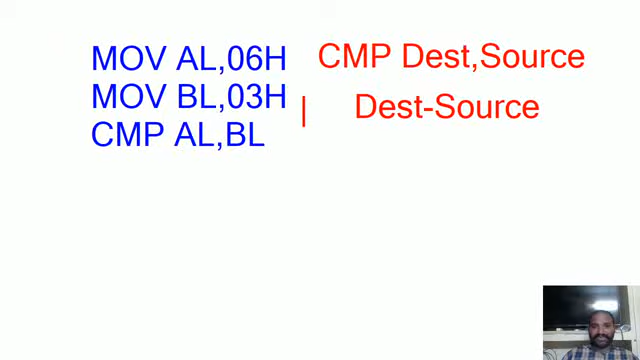 MOV AL,06H
MOV BL,03H
CMP AL,BL
CMP Dest,Source
Dest-Source